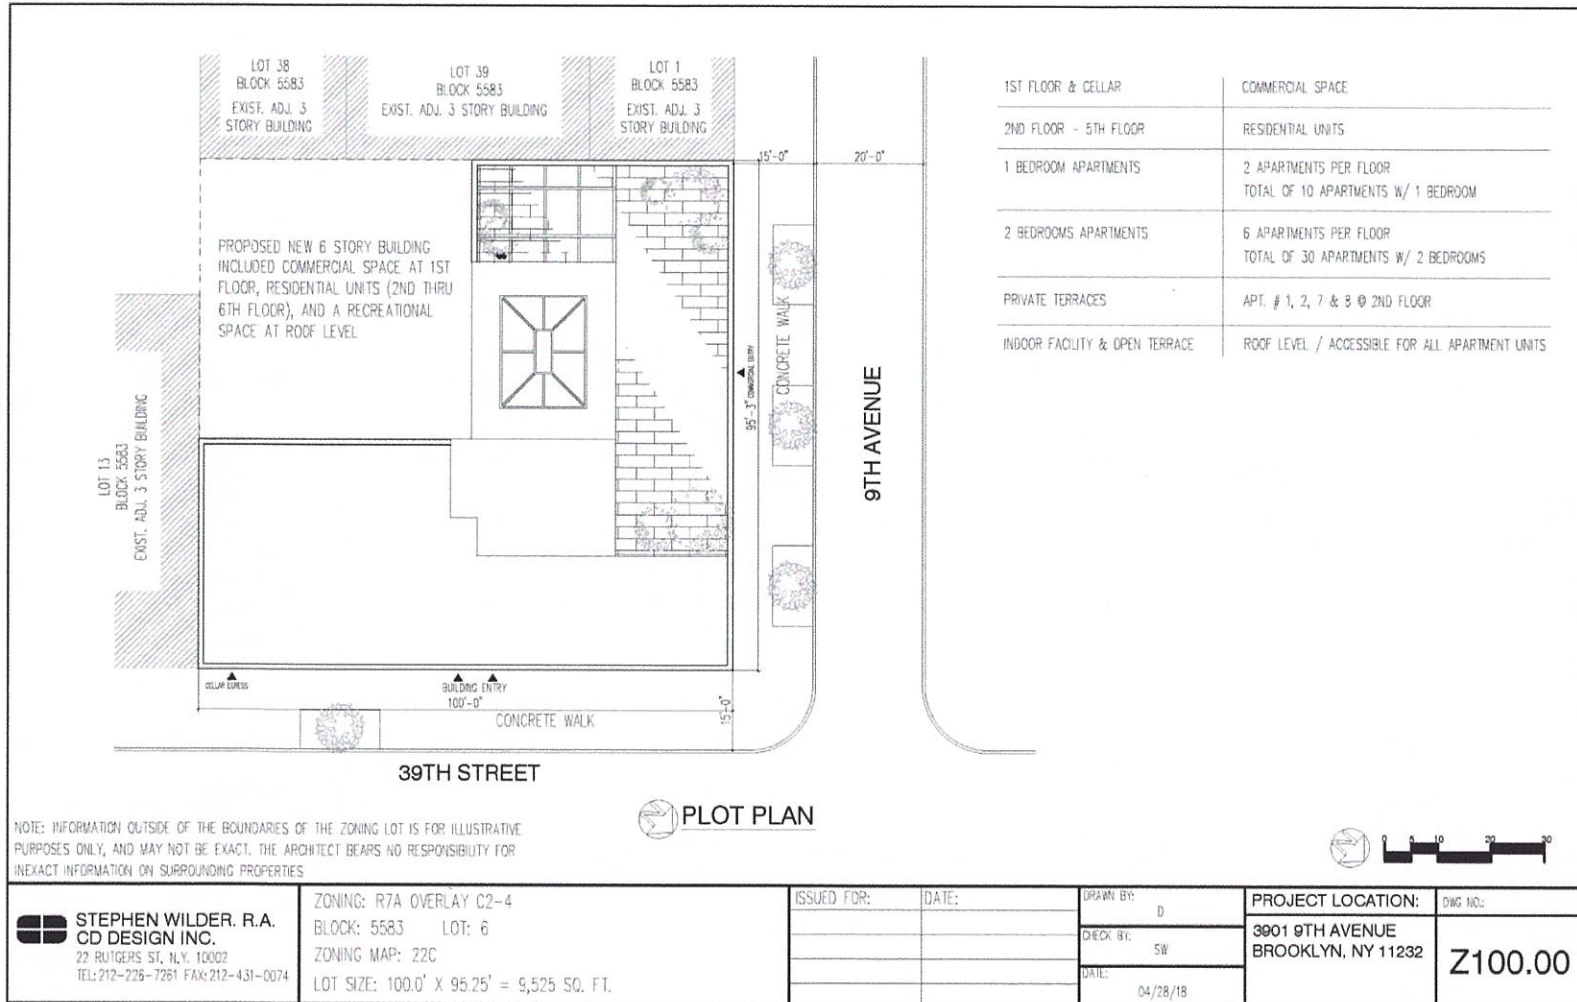 LOT 38
BLOCK 5583
EXIST. ADJ. 3
STORY BUILDING
LOT 39
BLOCK 5583
EXIST. ADJ. 3 STORY BUILDING
LOT 1
BLOCK 5583
EXIST. ADJ. 3
STORY BUILDING
15'-0"
20'-0"
1ST FLOOR & CELLAR
COMMERCIAL SPACE
2ND FLOOR - 5TH FLOOR
RESIDENTIAL UNITS
1 BEDROOM APARTMENTS
2 APARTMENTS PER FLOOR
TOTAL OF 10 APARTMENTS W/ 1 BEDROOM
2 BEDROOMS APARTMENTS
6 APARTMENTS PER FLOOR
TOTAL OF 30 APARTMENTS W/ 2 BEDROOMS
PRIVATE TERRACES
APT. # 1, 2, 7 & 8 @ 2ND FLOOR
INDOOR FACILITY & OPEN TERRACE
ROOF LEVEL / ACCESSIBLE FOR ALL APARTMENT UNITS
PROPOSED NEW 6 STORY BUILDING
INCLUDED COMMERCIAL SPACE AT 1ST
FLOOR, RESIDENTIAL UNITS (2ND THRU
6TH FLOOR), AND A RECREATIONAL
SPACE AT ROOF LEVEL
LOT 13
BLOCK 5583
EXIST. ADJ. 3 STORY BUILDING
95'-3"
COMMERCIAL ENTRY
CONCRETE WALK
9TH AVENUE
CELLAR EGRESS
BUILDING ENTRY
100'-0"
CONCRETE WALK
15'-0"
39TH STREET
PLOT PLAN
NOTE: INFORMATION OUTSIDE OF THE BOUNDARIES OF THE ZONING LOT IS FOR ILLUSTRATIVE
PURPOSES ONLY, AND MAY NOT BE EXACT. THE ARCHITECT BEARS NO RESPONSIBILITY FOR
INEXACT INFORMATION ON SURROUNDING PROPERTIES
0 5 10 20 30
STEPHEN WILDER. R.A.
CD DESIGN INC.
22 RUTGERS ST. N.Y. 10002
TEL:212-226-7261 FAX:212-431-0074
ZONING: R7A OVERLAY C2-4
BLOCK: 5583 LOT: 6
ZONING MAP: 22C
LOT SIZE: 100.0' X 95.25' = 9,525 SQ. FT.
ISSUED FOR:
DATE:
DRAWN BY:
D
CHECK BY:
SW
DATE:
04/28/18
PROJECT LOCATION:
3901 9TH AVENUE
BROOKLYN, NY 11232
DWG NO.:
Z100.00